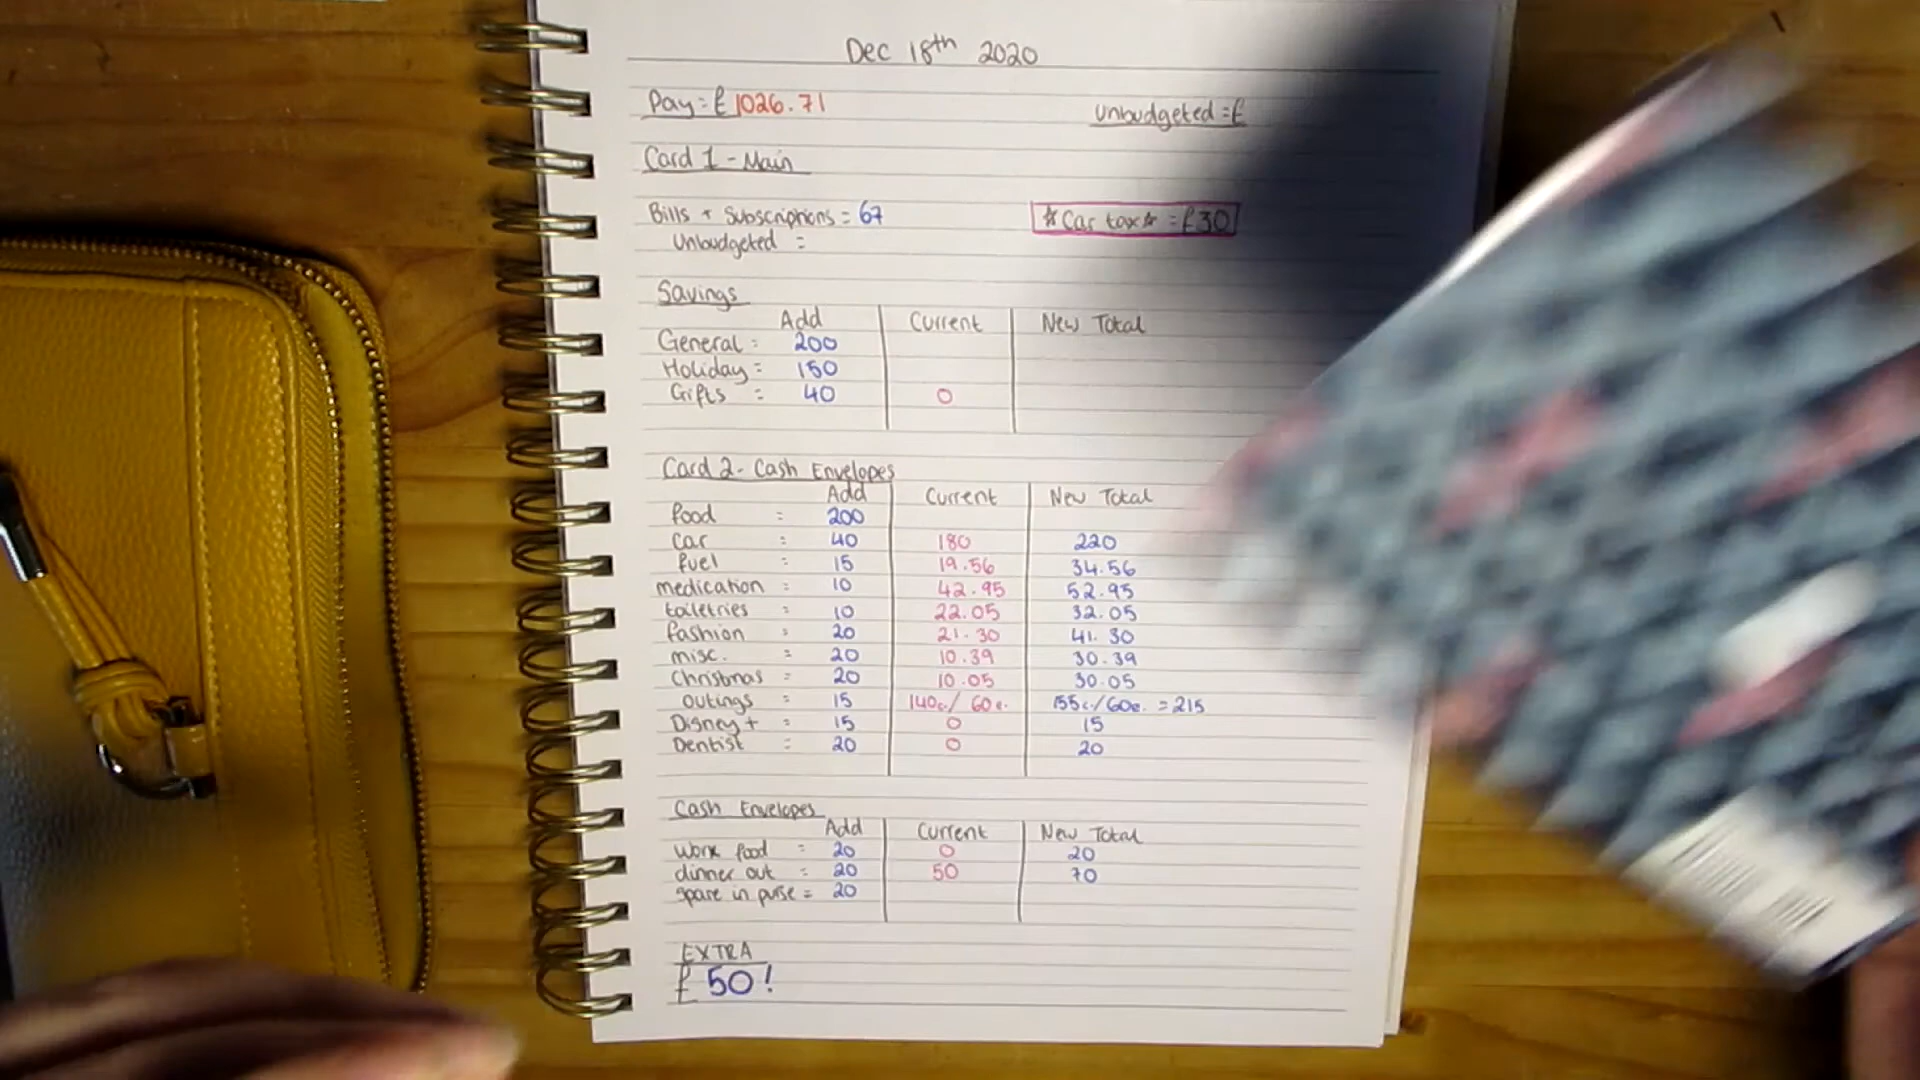 Dec 18th 2020
Pay = £1026.71
unbudgeted = £
Card 1 - Main
Bills + Subscriptions = 67
*Car tax* = £30
Unbudgeted =
Savings
Add Current New Total
General = 200
Holiday = 150
Gifts = 40 0
Card 2 - Cash Envelopes
Add Current New Total
food = 200
car = 40 180 220
fuel = 15 19.56 34.56
medication = 10 42.95 52.95
toiletries = 10 22.05 32.05
fashion = 20 21.30 41.30
misc. = 20 10.39 30.39
Christmas = 20 10.05 30.05
outings = 15 140c./ 60e. 155c./60e. = 215
Disney+ = 15 0 15
Dentist = 20 0 20
Cash Envelopes
Add Current New Total
work food = 20 0 20
dinner out = 20 50 70
spare in purse = 20
EXTRA
£50!